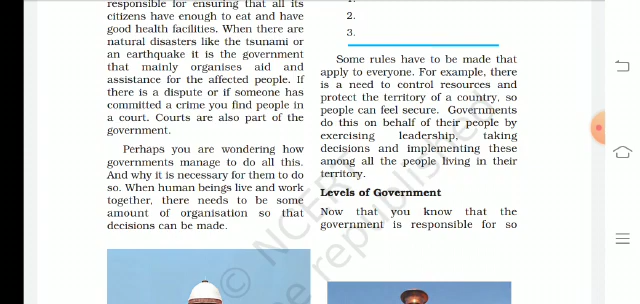 responsible for ensuring that all its
citizens have enough to eat and have
good health facilities. When there are
natural disasters like the tsunami or
an earthquake it is the government
that mainly organises aid and
assistance for the affected people. If
there is a dispute or if someone has
committed a crime you find people in
a court. Courts are also part of the
government.
Perhaps you are wondering how
governments manage to do all this.
And why it is necessary for them to do
so. When human beings live and work
together, there needs to be some
amount of organisation so that
decisions can be made.
2.
3.
Some rules have to be made that
apply to everyone. For example, there
is a need to control resources and
protect the territory of a country, so
people can feel secure. Governments
do this on behalf of their people by
exercising leadership, taking
decisions and implementing these
among all the people living in their
territory.
Levels of Government
Now that you know that the
government is responsible for so
© NCERT
be republished